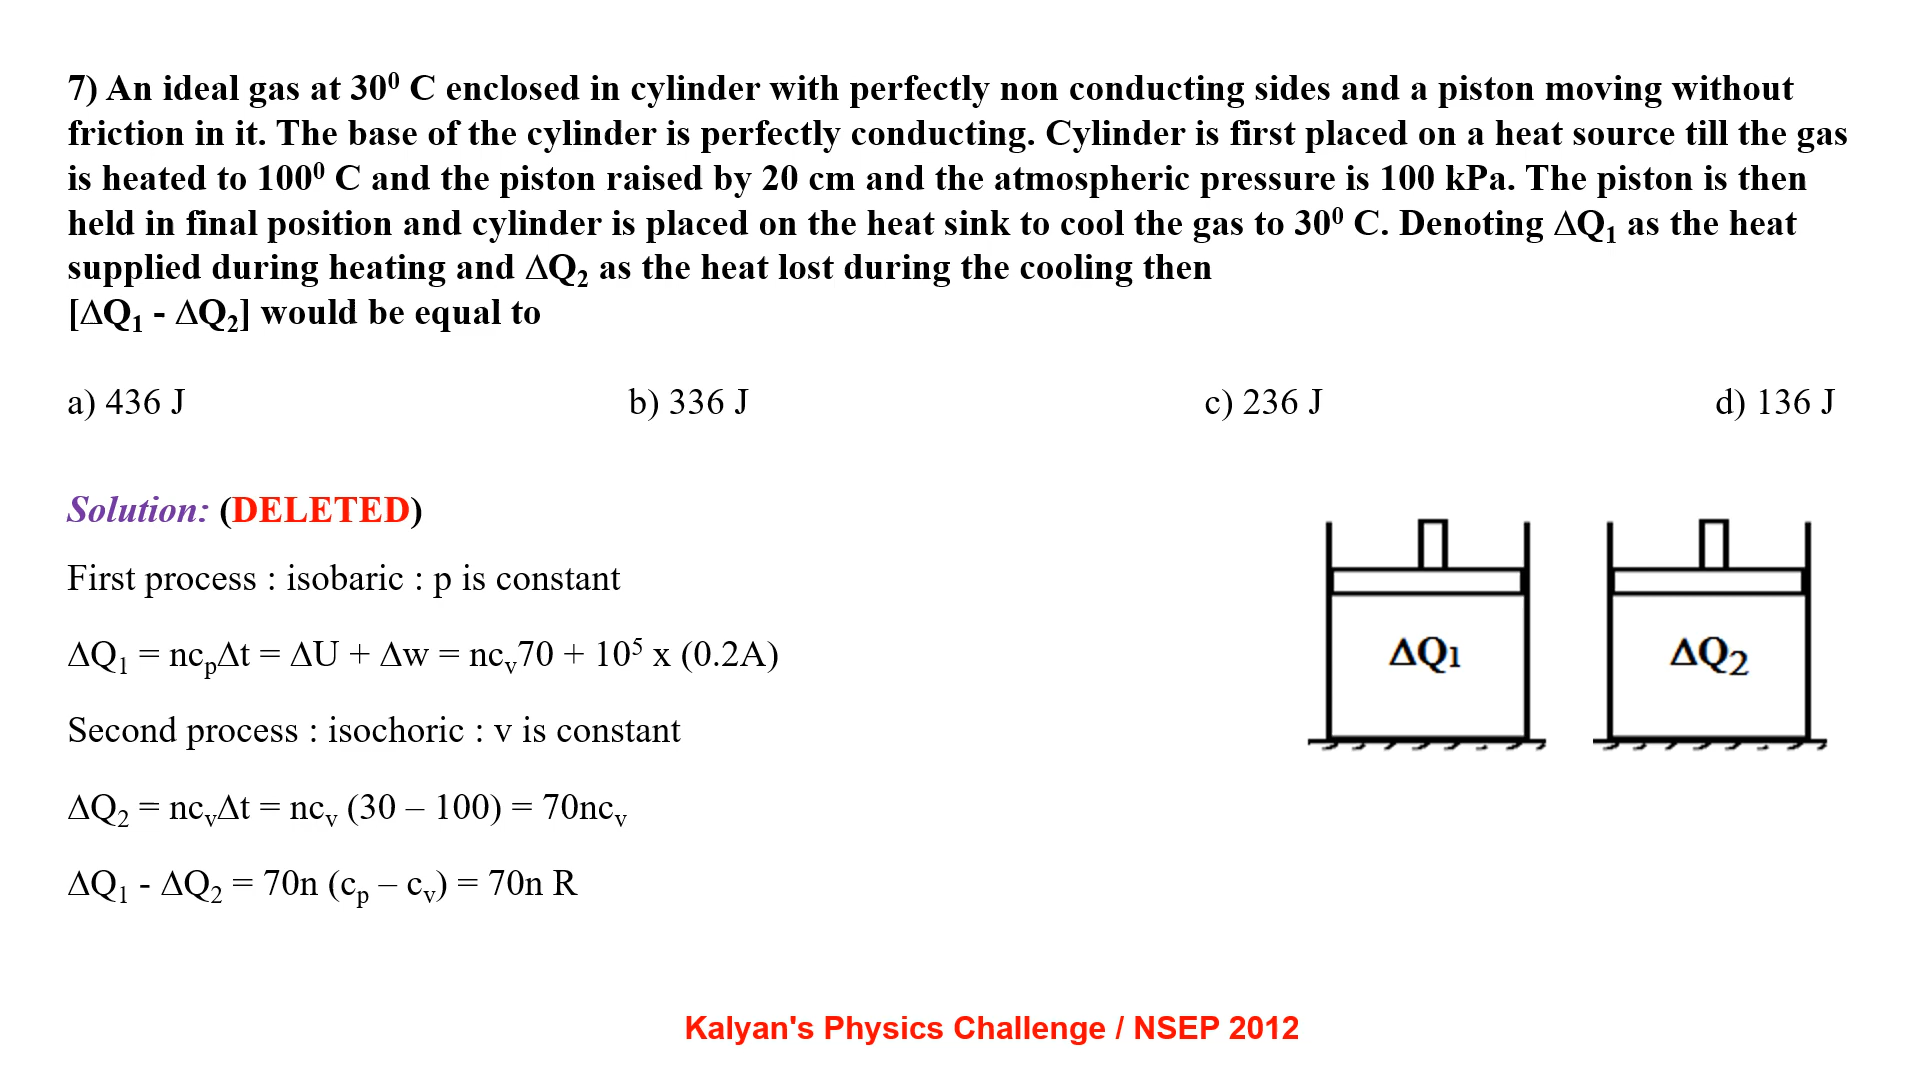 7) An ideal gas at 30⁰ C enclosed in cylinder with perfectly non conducting sides and a piston moving without
friction in it. The base of the cylinder is perfectly conducting. Cylinder is first placed on a heat source till the gas
is heated to 100⁰ C and the piston raised by 20 cm and the atmospheric pressure is 100 kPa. The piston is then
held in final position and cylinder is placed on the heat sink to cool the gas to 30⁰ C. Denoting ΔQ₁ as the heat
supplied during heating and ΔQ₂ as the heat lost during the cooling then
[ΔQ₁ - ΔQ₂] would be equal to
a) 436 J b) 336 J c) 236 J d) 136 J
Solution: (DELETED)
First process : isobaric : p is constant
ΔQ₁ = ncₚΔt = ΔU + Δw = ncᵥ70 + 10⁵ x (0.2A)
Second process : isochoric : v is constant
ΔQ₂ = ncᵥΔt = ncᵥ (30 – 100) = 70ncᵥ
ΔQ₁ - ΔQ₂ = 70n (cₚ – cᵥ) = 70n R
ΔQ₁ ΔQ₂
Kalyan's Physics Challenge / NSEP 2012